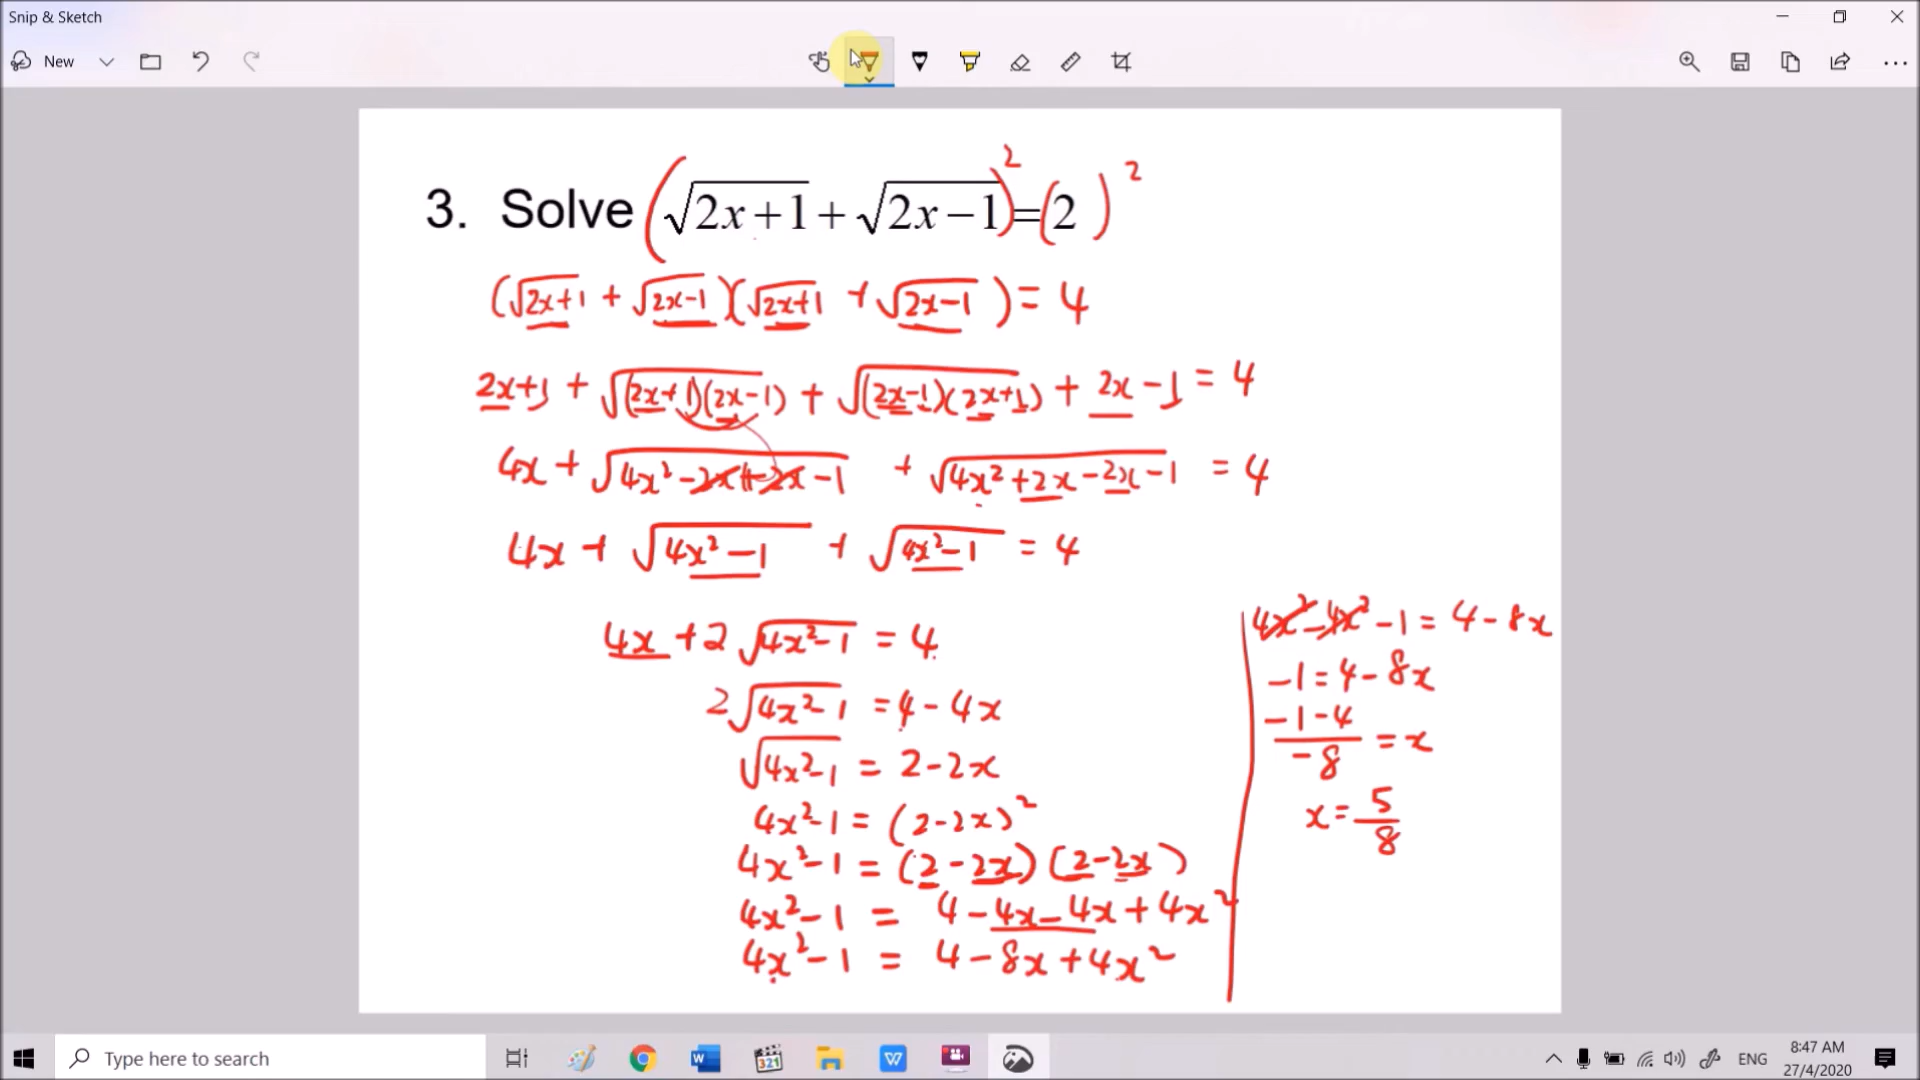 Snip & Sketch
New
3. Solve (√(2x+1) + √(2x−1))² = (2)²
(√(2x+1) + √(2x−1))(√(2x+1) + √(2x−1)) = 4
2x+1 + √((2x+1)(2x−1)) + √((2x−1)(2x+1)) + 2x − 1 = 4
4x + √(4x² − 2x + 2x − 1) + √(4x² + 2x − 2x − 1) = 4
4x + √(4x² − 1) + √(4x² − 1) = 4
4x + 2√(4x² − 1) = 4
2√(4x² − 1) = 4 − 4x
√(4x² − 1) = 2 − 2x
4x² − 1 = (2 − 2x)²
4x² − 1 = (2 − 2x)(2 − 2x)
4x² − 1 = 4 − 4x − 4x + 4x²
4x² − 1 = 4 − 8x + 4x²
4x² − 4x² − 1 = 4 − 8x
−1 = 4 − 8x
−1 − 4
−8 = x
x = 5/8
Type here to search
321
ENG
8:47 AM
27/4/2020